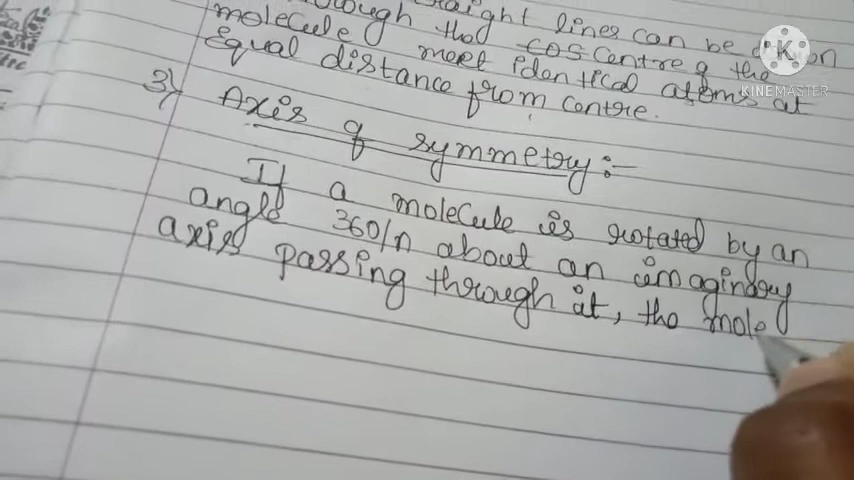 straight lines can be drawn
molecule through the centre of the
molecule meet identical atoms at
Equal distance from centre.
3) Axis of symmetry :-
If a molecule is rotated by an
angle 360/n about an imaginary
axis passing through it, the mole
KINEMASTER